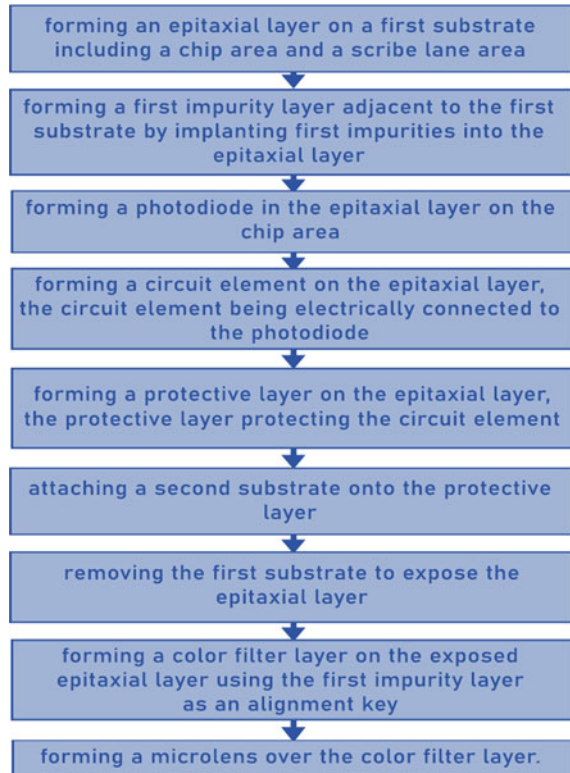 forming an epitaxial layer on a first substrate
including a chip area and a scribe lane area
forming a first impurity layer adjacent to the first
substrate by implanting first impurities into the
epitaxial layer
forming a photodiode in the epitaxial layer on the
chip area
forming a circuit element on the epitaxial layer,
the circuit element being electrically connected to
the photodiode
forming a protective layer on the epitaxial layer,
the protective layer protecting the circuit element
attaching a second substrate onto the protective
layer
removing the first substrate to expose the
epitaxial layer
forming a color filter layer on the exposed
epitaxial layer using the first impurity layer
as an alignment key
forming a microlens over the color filter layer.